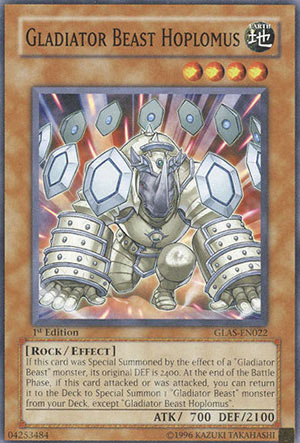 GLADIATOR BEAST HOPLOMUS
EARTH
地
1st Edition
GLAS-EN022
[ROCK/EFFECT]
If this card was Special Summoned by the effect of a "Gladiator
Beast" monster, its original DEF is 2400. At the end of the Battle
Phase, if this card attacked or was attacked, you can return
it to the Deck to Special Summon 1 "Gladiator Beast" monster
from your Deck, except "Gladiator Beast Hoplomus".
ATK/ 700 DEF/2100
04253484
©1996 KAZUKI TAKAHASHI